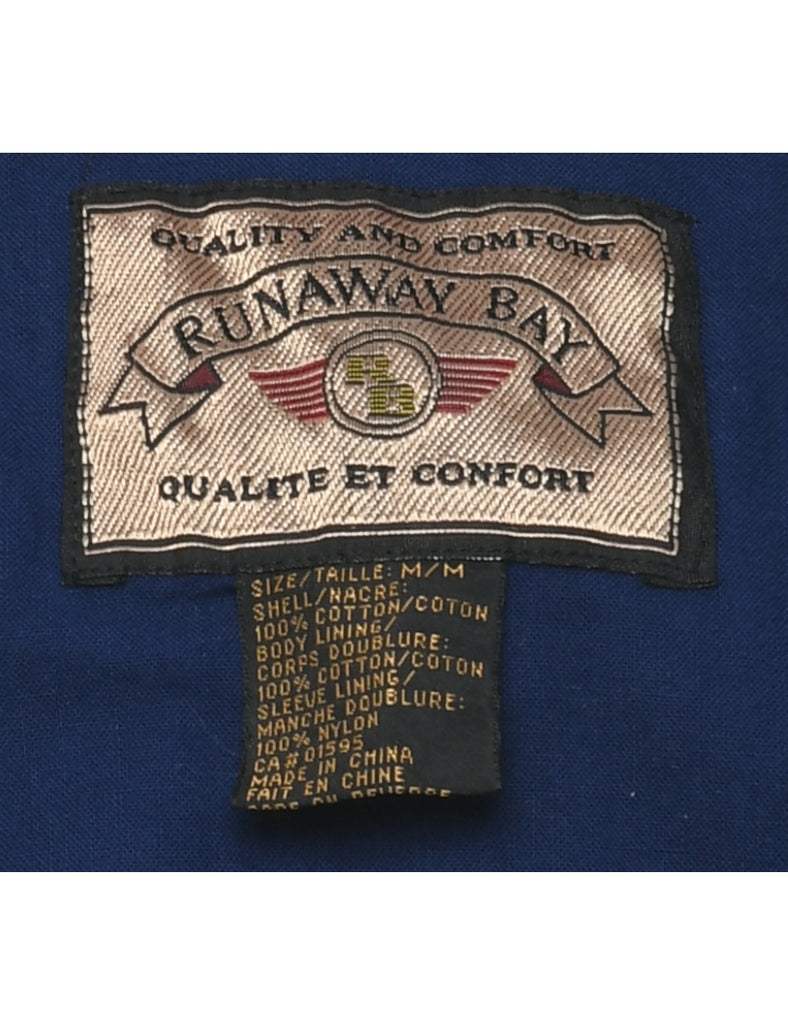 QUALITY AND COMFORT
RUNAWAY BAY
RB
QUALITE ET CONFORT
SIZE/TAILLE: M/M
SHELL/NACRE:
100% COTTON/COTON
BODY LINING/
CORPS DOUBLURE:
100% COTTON/COTON
SLEEVE LINING/
MANCHE DOUBLURE:
100% NYLON
CA# 01595
MADE IN CHINA
FAIT EN CHINE